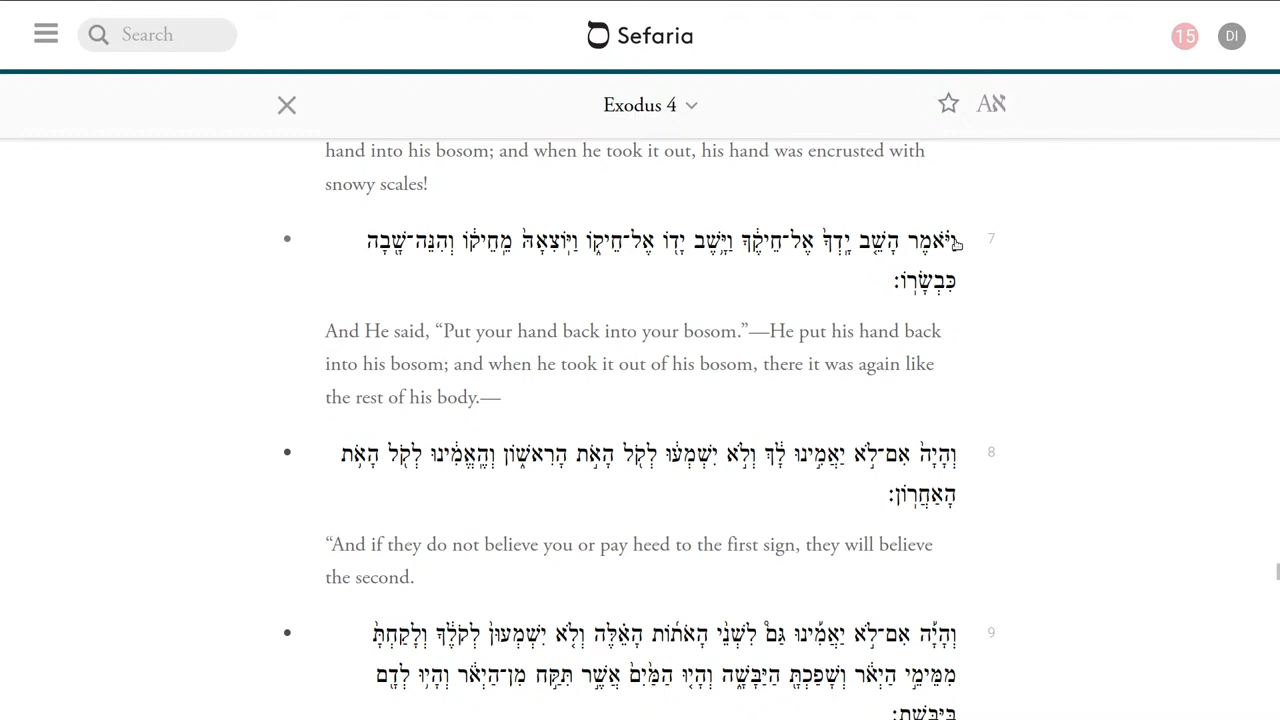 Search
Sefaria
15
DI
Exodus 4
Aא
hand into his bosom; and when he took it out, his hand was encrusted with
snowy scales!
וַיֹּ֗אמֶר הָשֵׁ֤ב יָֽדְךָ֙ אֶל־חֵיקֶ֔ךָ וַיָּ֥שֶׁב יָד֖וֹ אֶל־חֵיק֑וֹ וַיּֽוֹצִאָהּ֙ מֵֽחֵיק֔וֹ וְהִנֵּה־שָׁ֖בָה
7
כִּבְשָׂרֽוֹ׃
And He said, “Put your hand back into your bosom.”—He put his hand back
into his bosom; and when he took it out of his bosom, there it was again like
the rest of his body.—
וְהָיָה֙ אִם־לֹ֣א יַאֲמִ֣ינוּ לָ֔ךְ וְלֹ֣א יִשְׁמְע֔וּ לְקֹ֖ל הָאֹ֣ת הָרִאשׁ֑וֹן וְהֶֽאֱמִ֔ינוּ לְקֹ֖ל הָאֹ֥ת
8
הָאַחֲרֽוֹן׃
“And if they do not believe you or pay heed to the first sign, they will believe
the second.
וְהָיָ֡ה אִם־לֹ֣א יַאֲמִ֡ינוּ גַּם֩ לִשְׁנֵ֨י הָאֹת֜וֹת הָאֵ֗לֶּה וְלֹ֤א יִשְׁמְעוּן֙ לְקֹלֶ֔ךָ וְלָקַחְתָּ֙
9
מִמֵּימֵ֣י הַיְאֹ֔ר וְשָׁפַכְתָּ֖ הַיַּבָּשָׁ֑ה וְהָי֤וּ הַמַּ֙יִם֙ אֲשֶׁ֣ר תִּקַּ֣ח מִן־הַיְאֹ֔ר וְהָי֥וּ לְדָ֖ם
בַּיַּבָּֽשֶׁת׃